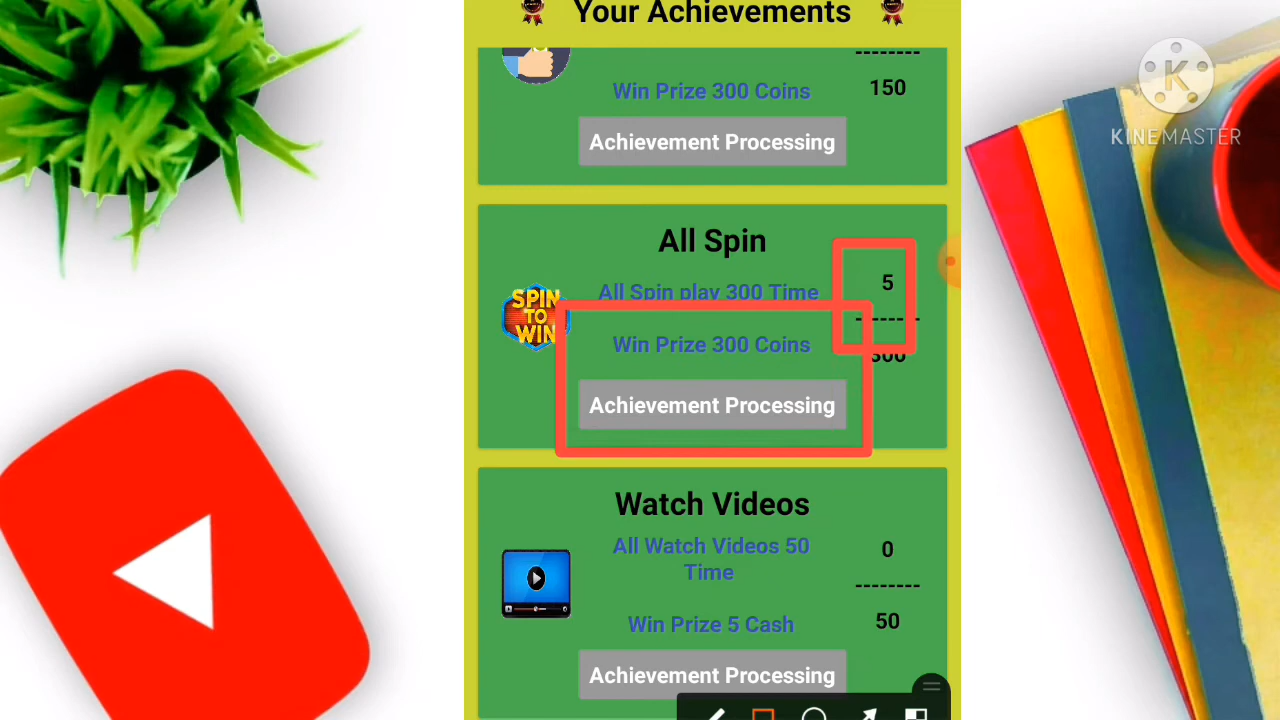 Your Achievements
--------
Win Prize 300 Coins
150
Achievement Processing
KINEMASTER
All Spin
All Spin play 300 Time
5
--------
SPIN
TO
WIN
Win Prize 300 Coins
300
Achievement Processing
Watch Videos
All Watch Videos 50
Time
0
--------
Win Prize 5 Cash
50
Achievement Processing